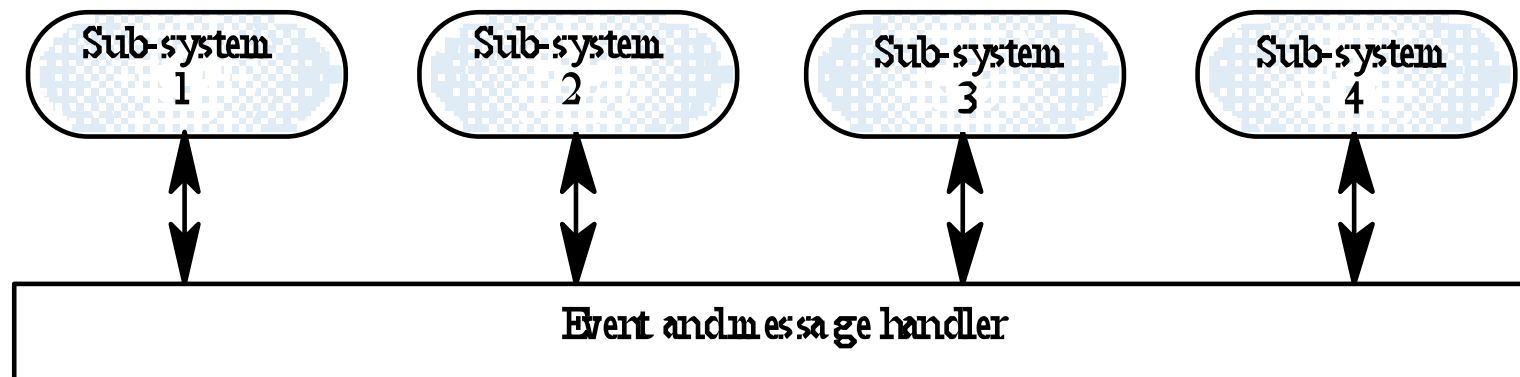 Sub-system
1
Sub-system
2
Sub-system
3
Sub-system
4
Event and message handler